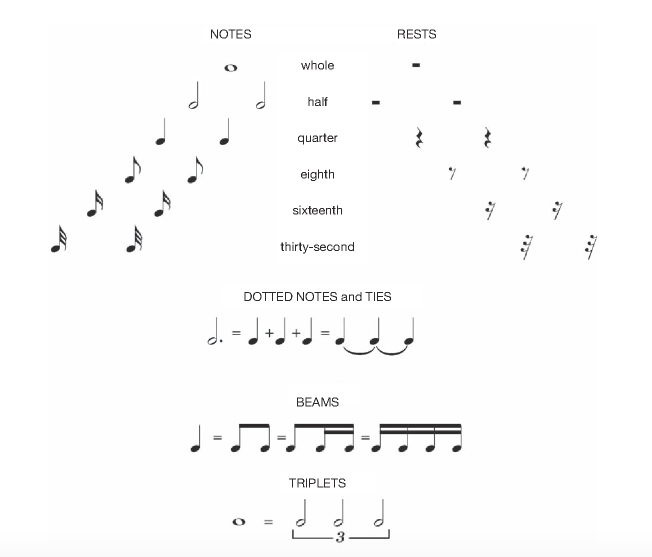 NOTES RESTS
whole
half
quarter
eighth
sixteenth
thirty-second
DOTTED NOTES and TIES
= + + =
BEAMS
= = =
TRIPLETS
=
3